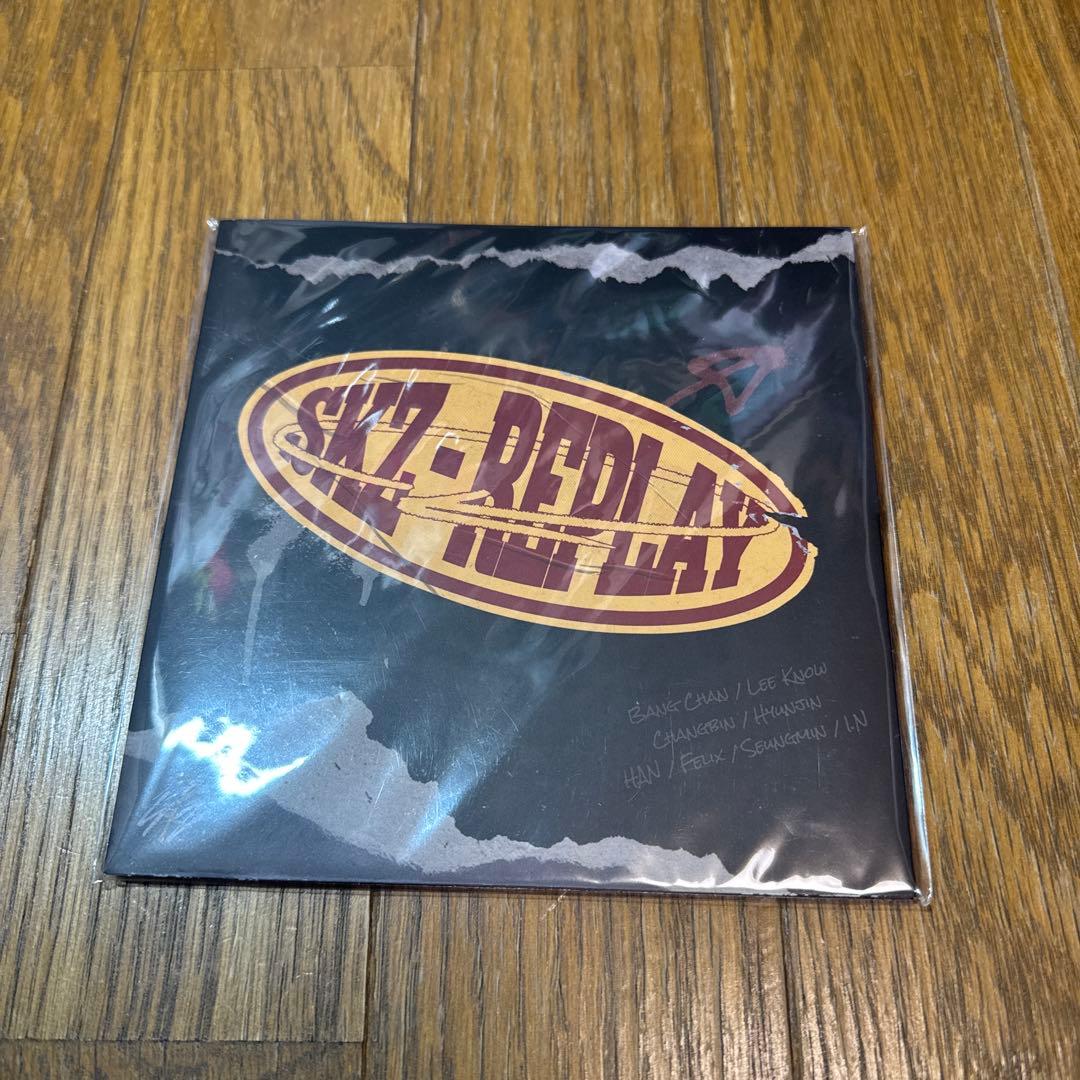 SKZ-REPLAY
BANG CHAN / LEE KNOW
CHANGBIN / HYUNJIN
HAN / FELIX / SEUNGMIN / I.N